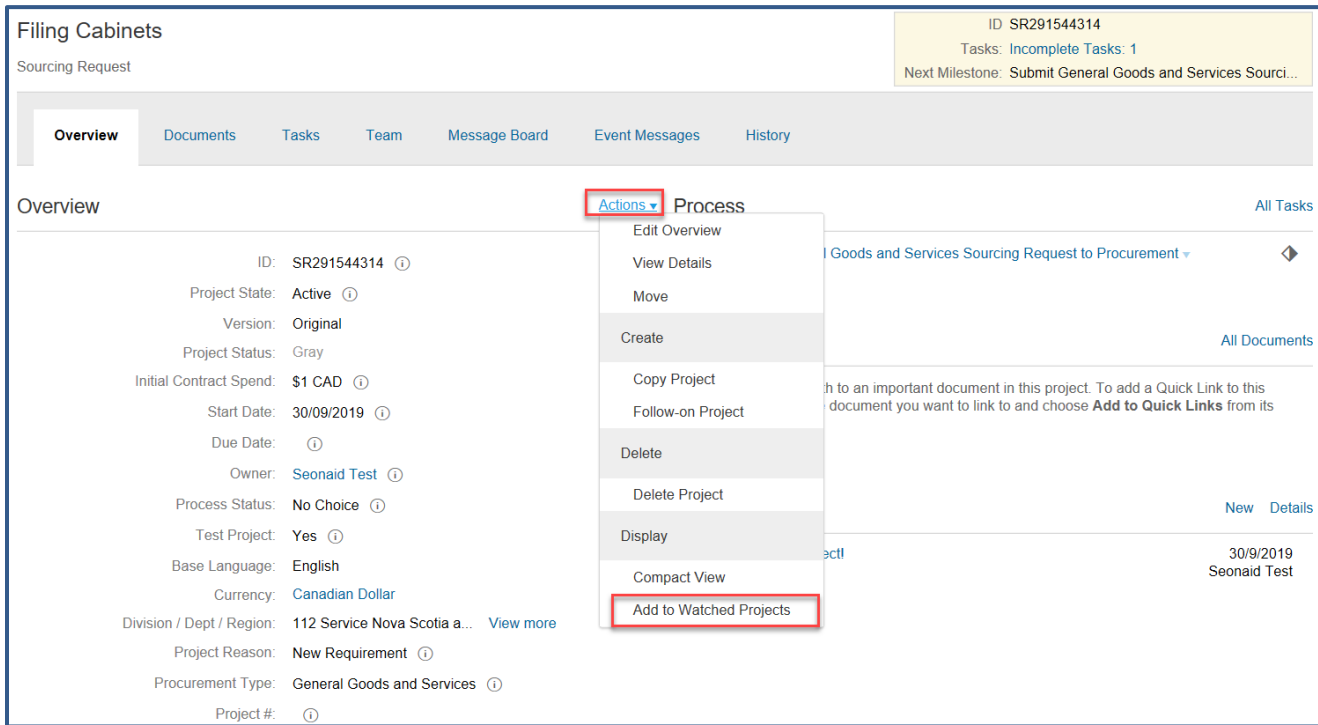 Filing Cabinets
Sourcing Request
ID SR291544314
Tasks: Incomplete Tasks: 1
Next Milestone: Submit General Goods and Services Sourci...
Overview Documents Tasks Team Message Board Event Messages History
Overview
Actions
ID: SR291544314
Project State: Active
Version: Original
Project Status: Gray
Initial Contract Spend: $1 CAD
Start Date: 30/09/2019
Due Date:
Owner: Seonaid Test
Process Status: No Choice
Test Project: Yes
Base Language: English
Currency: Canadian Dollar
Division / Dept / Region: 112 Service Nova Scotia a... View more
Project Reason: New Requirement
Procurement Type: General Goods and Services
Project #:
Edit Overview
View Details
Move
Create
Copy Project
Follow-on Project
Delete
Delete Project
Display
Compact View
Add to Watched Projects
Process
All Tasks
Goods and Services Sourcing Request to Procurement
All Documents
to an important document in this project. To add a Quick Link to this
document you want to link to and choose Add to Quick Links from its
New Details
30/9/2019
Seonaid Test